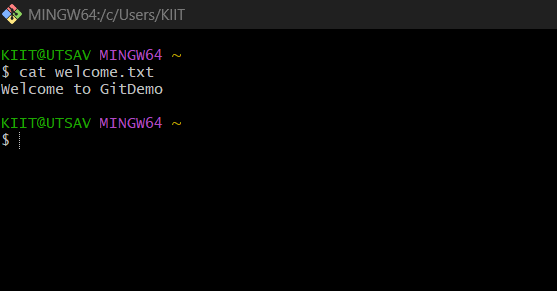 MINGW64:/c/Users/KIIT
KIIT@UTSAV MINGW64 ~
$ cat welcome.txt
Welcome to GitDemo
KIIT@UTSAV MINGW64 ~
$